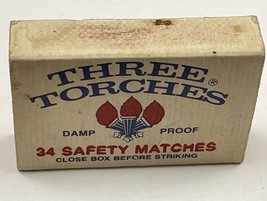 THREE
TORCHES®
DAMP PROOF
34 SAFETY MATCHES
CLOSE BOX BEFORE STRIKING